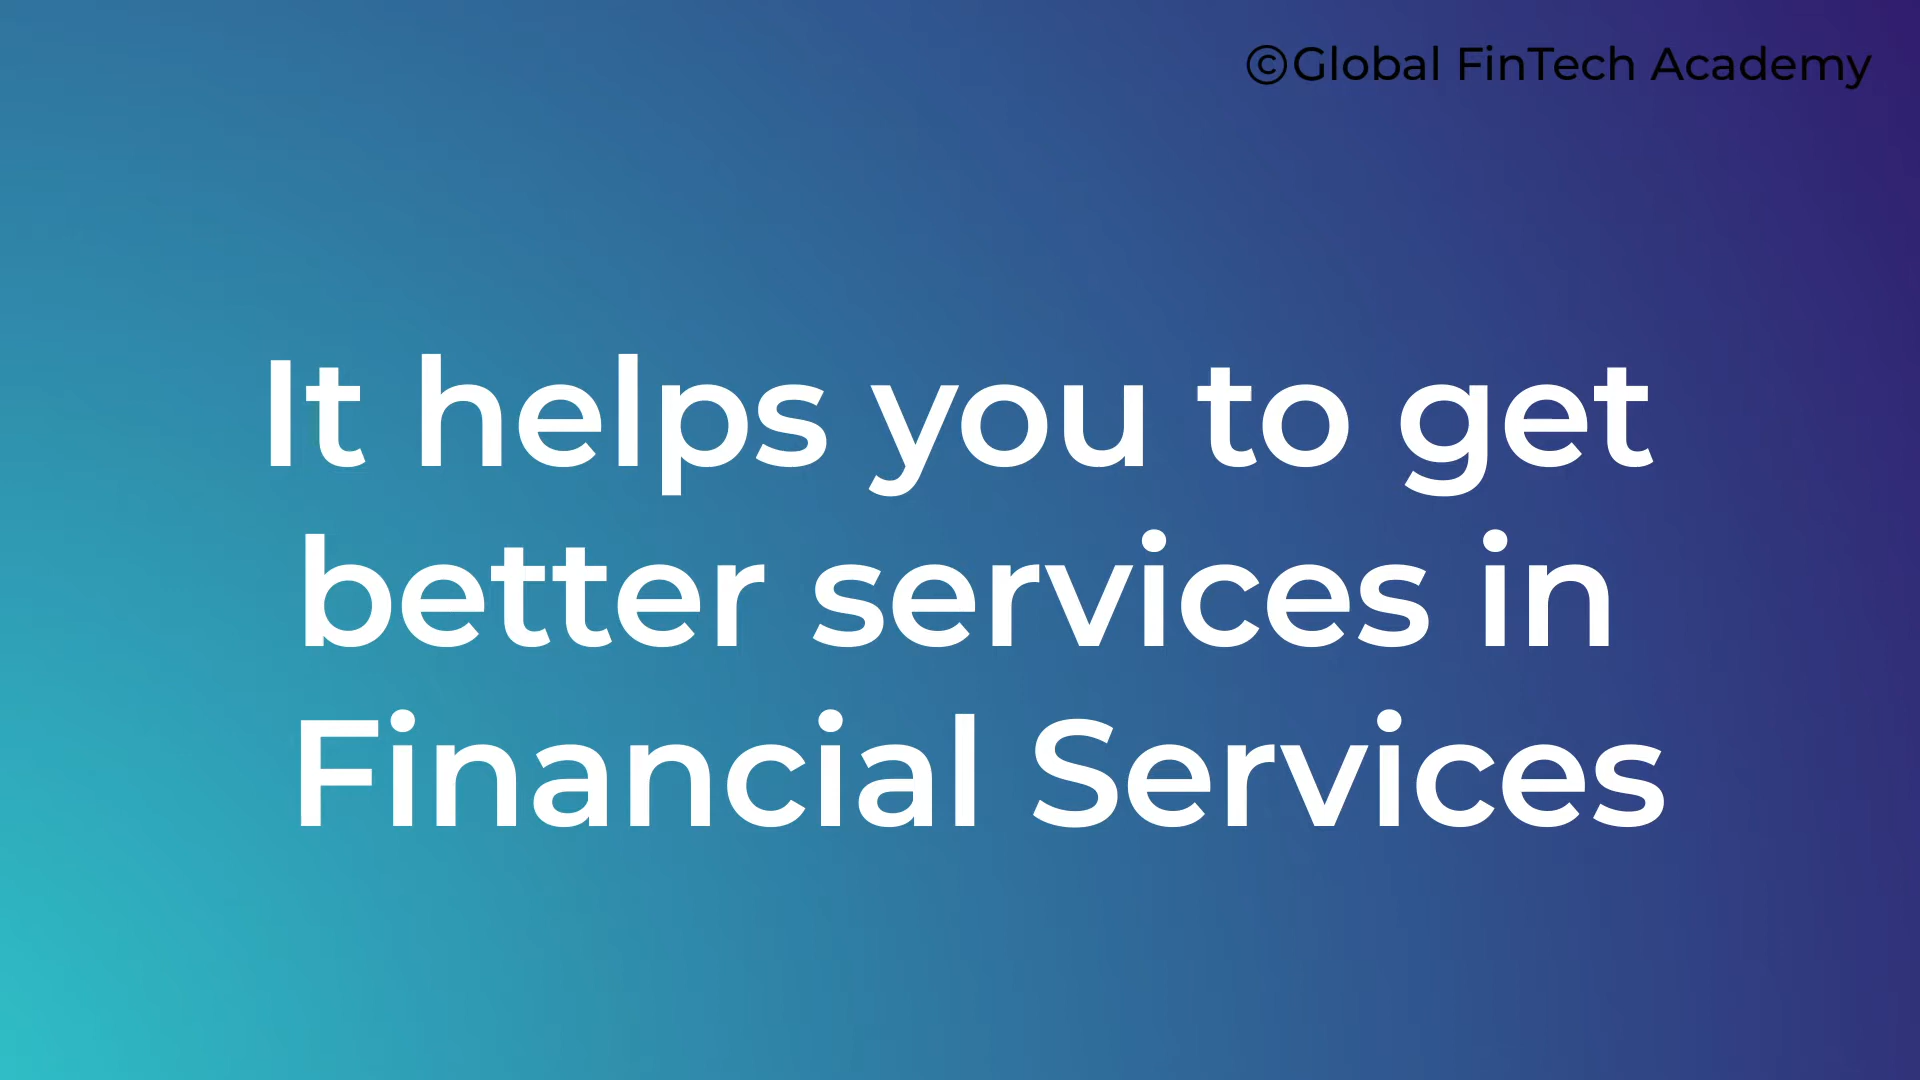 ©Global FinTech Academy
It helps you to get
better services in
Financial Services